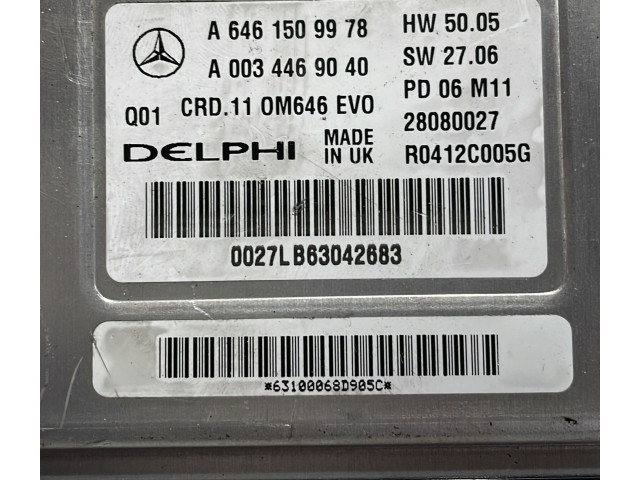 A 646 150 99 78 HW 50.05
A 003 446 90 40 SW 27.06
Q01 CRD.11 OM646 EVO PD 06 M11
28080027
DELPHI MADE IN UK R0412C005G
0027LB63042683
*63100068D905C*